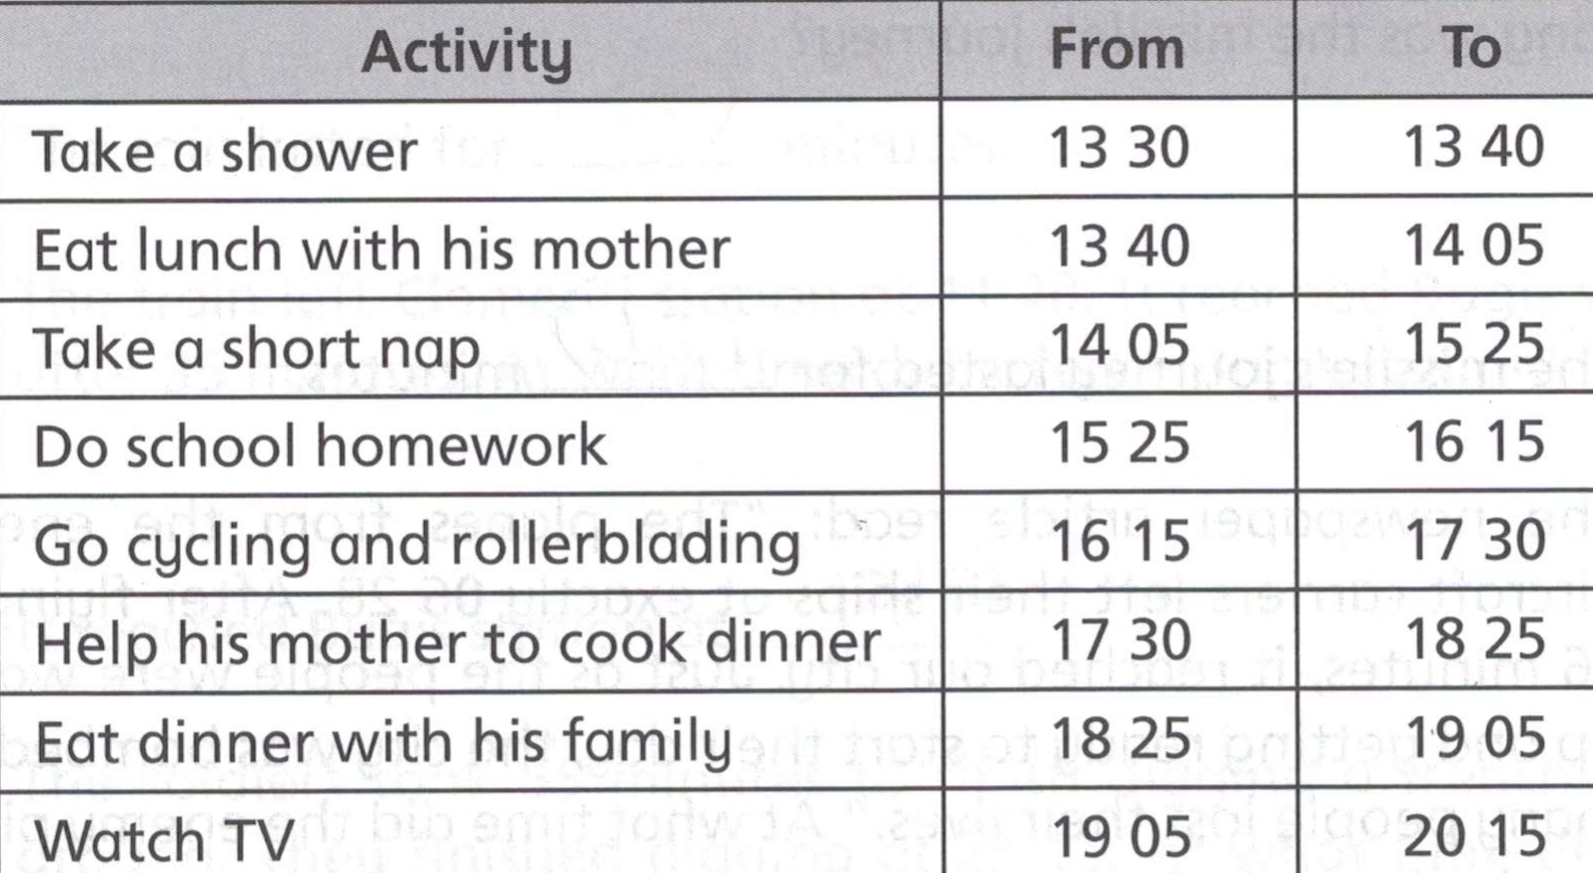 Activity From To
Take a shower 13 30 13 40
Eat lunch with his mother 13 40 14 05
Take a short nap 14 05 15 25
Do school homework 15 25 16 15
Go cycling and rollerblading 16 15 17 30
Help his mother to cook dinner 17 30 18 25
Eat dinner with his family 18 25 19 05
Watch TV 19 05 20 15